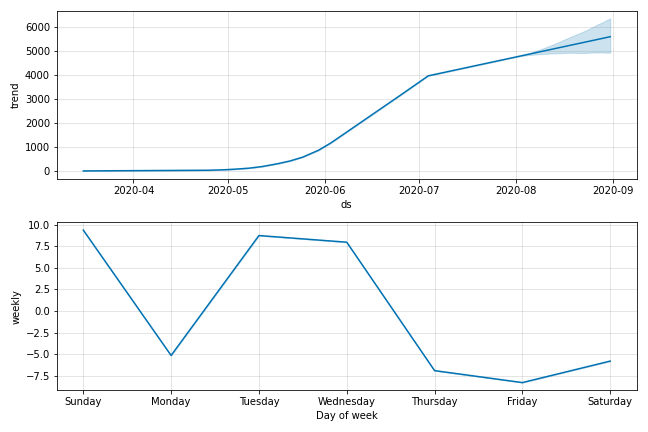 6000
5000
4000
3000
2000
1000
0
trend
2020-04 2020-05 2020-06 2020-07 2020-08 2020-09
ds
10.0
7.5
5.0
2.5
0.0
−2.5
−5.0
−7.5
weekly
Sunday Monday Tuesday Wednesday Thursday Friday Saturday
Day of week